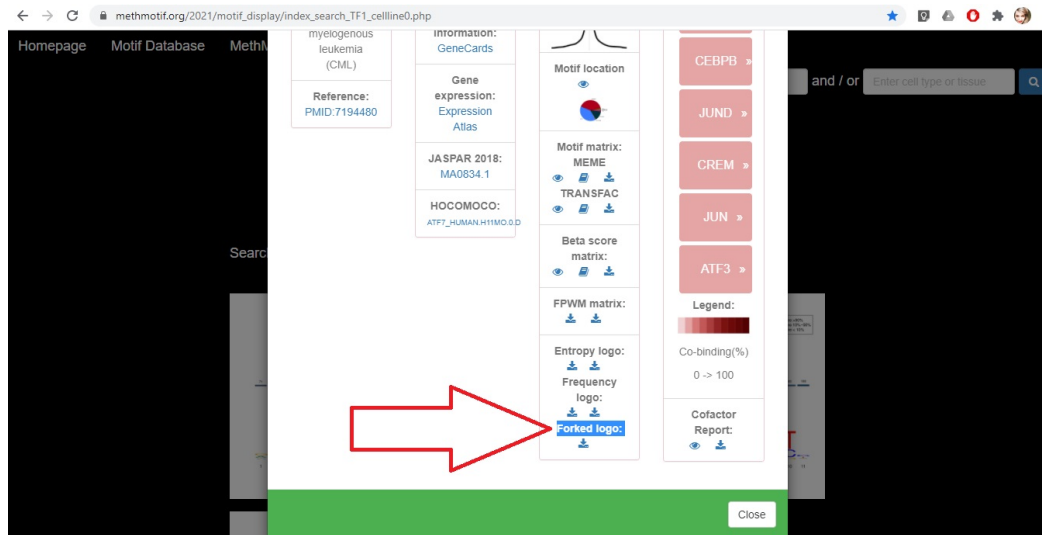 methmotif.org/2021/motif_display/index_search_TF1_cellline0.php
Homepage Motif Database
and / or Enter cell type or tissue
myelogenous
leukemia
(CML)
Reference:
PMID:7194480
Information:
GeneCards
Gene
expression:
Expression
Atlas
JASPAR 2018:
MA0834.1
HOCOMOCO:
ATF7_HUMAN.H11MO.0.D
Motif location
Motif matrix:
MEME
TRANSFAC
Beta score
matrix:
FPWM matrix:
Entropy logo:
Frequency
logo:
Forked logo:
CEBPB »
JUND »
CREM »
JUN »
ATF3 »
Legend:
Co-binding(%)
0 -> 100
Cofactor
Report:
Close